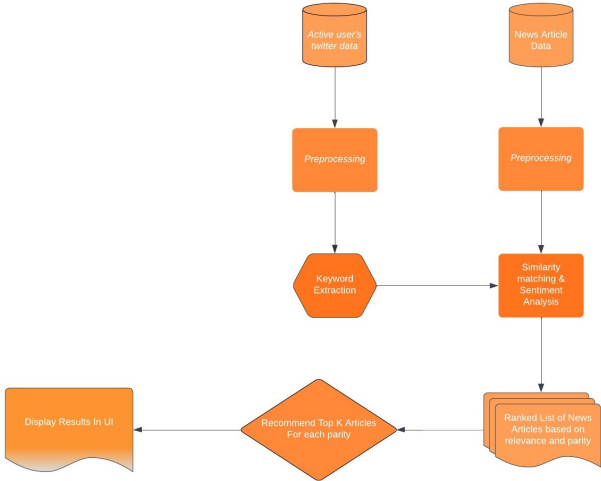 Active user's
twitter data
News Article
Data
Preprocessing
Preprocessing
Keyword
Extraction
Similarity
matching &
Sentiment
Analysis
Ranked List of News
Articles based on
relevance and parity
Recommend Top K Articles
For each parity
Display Results In UI